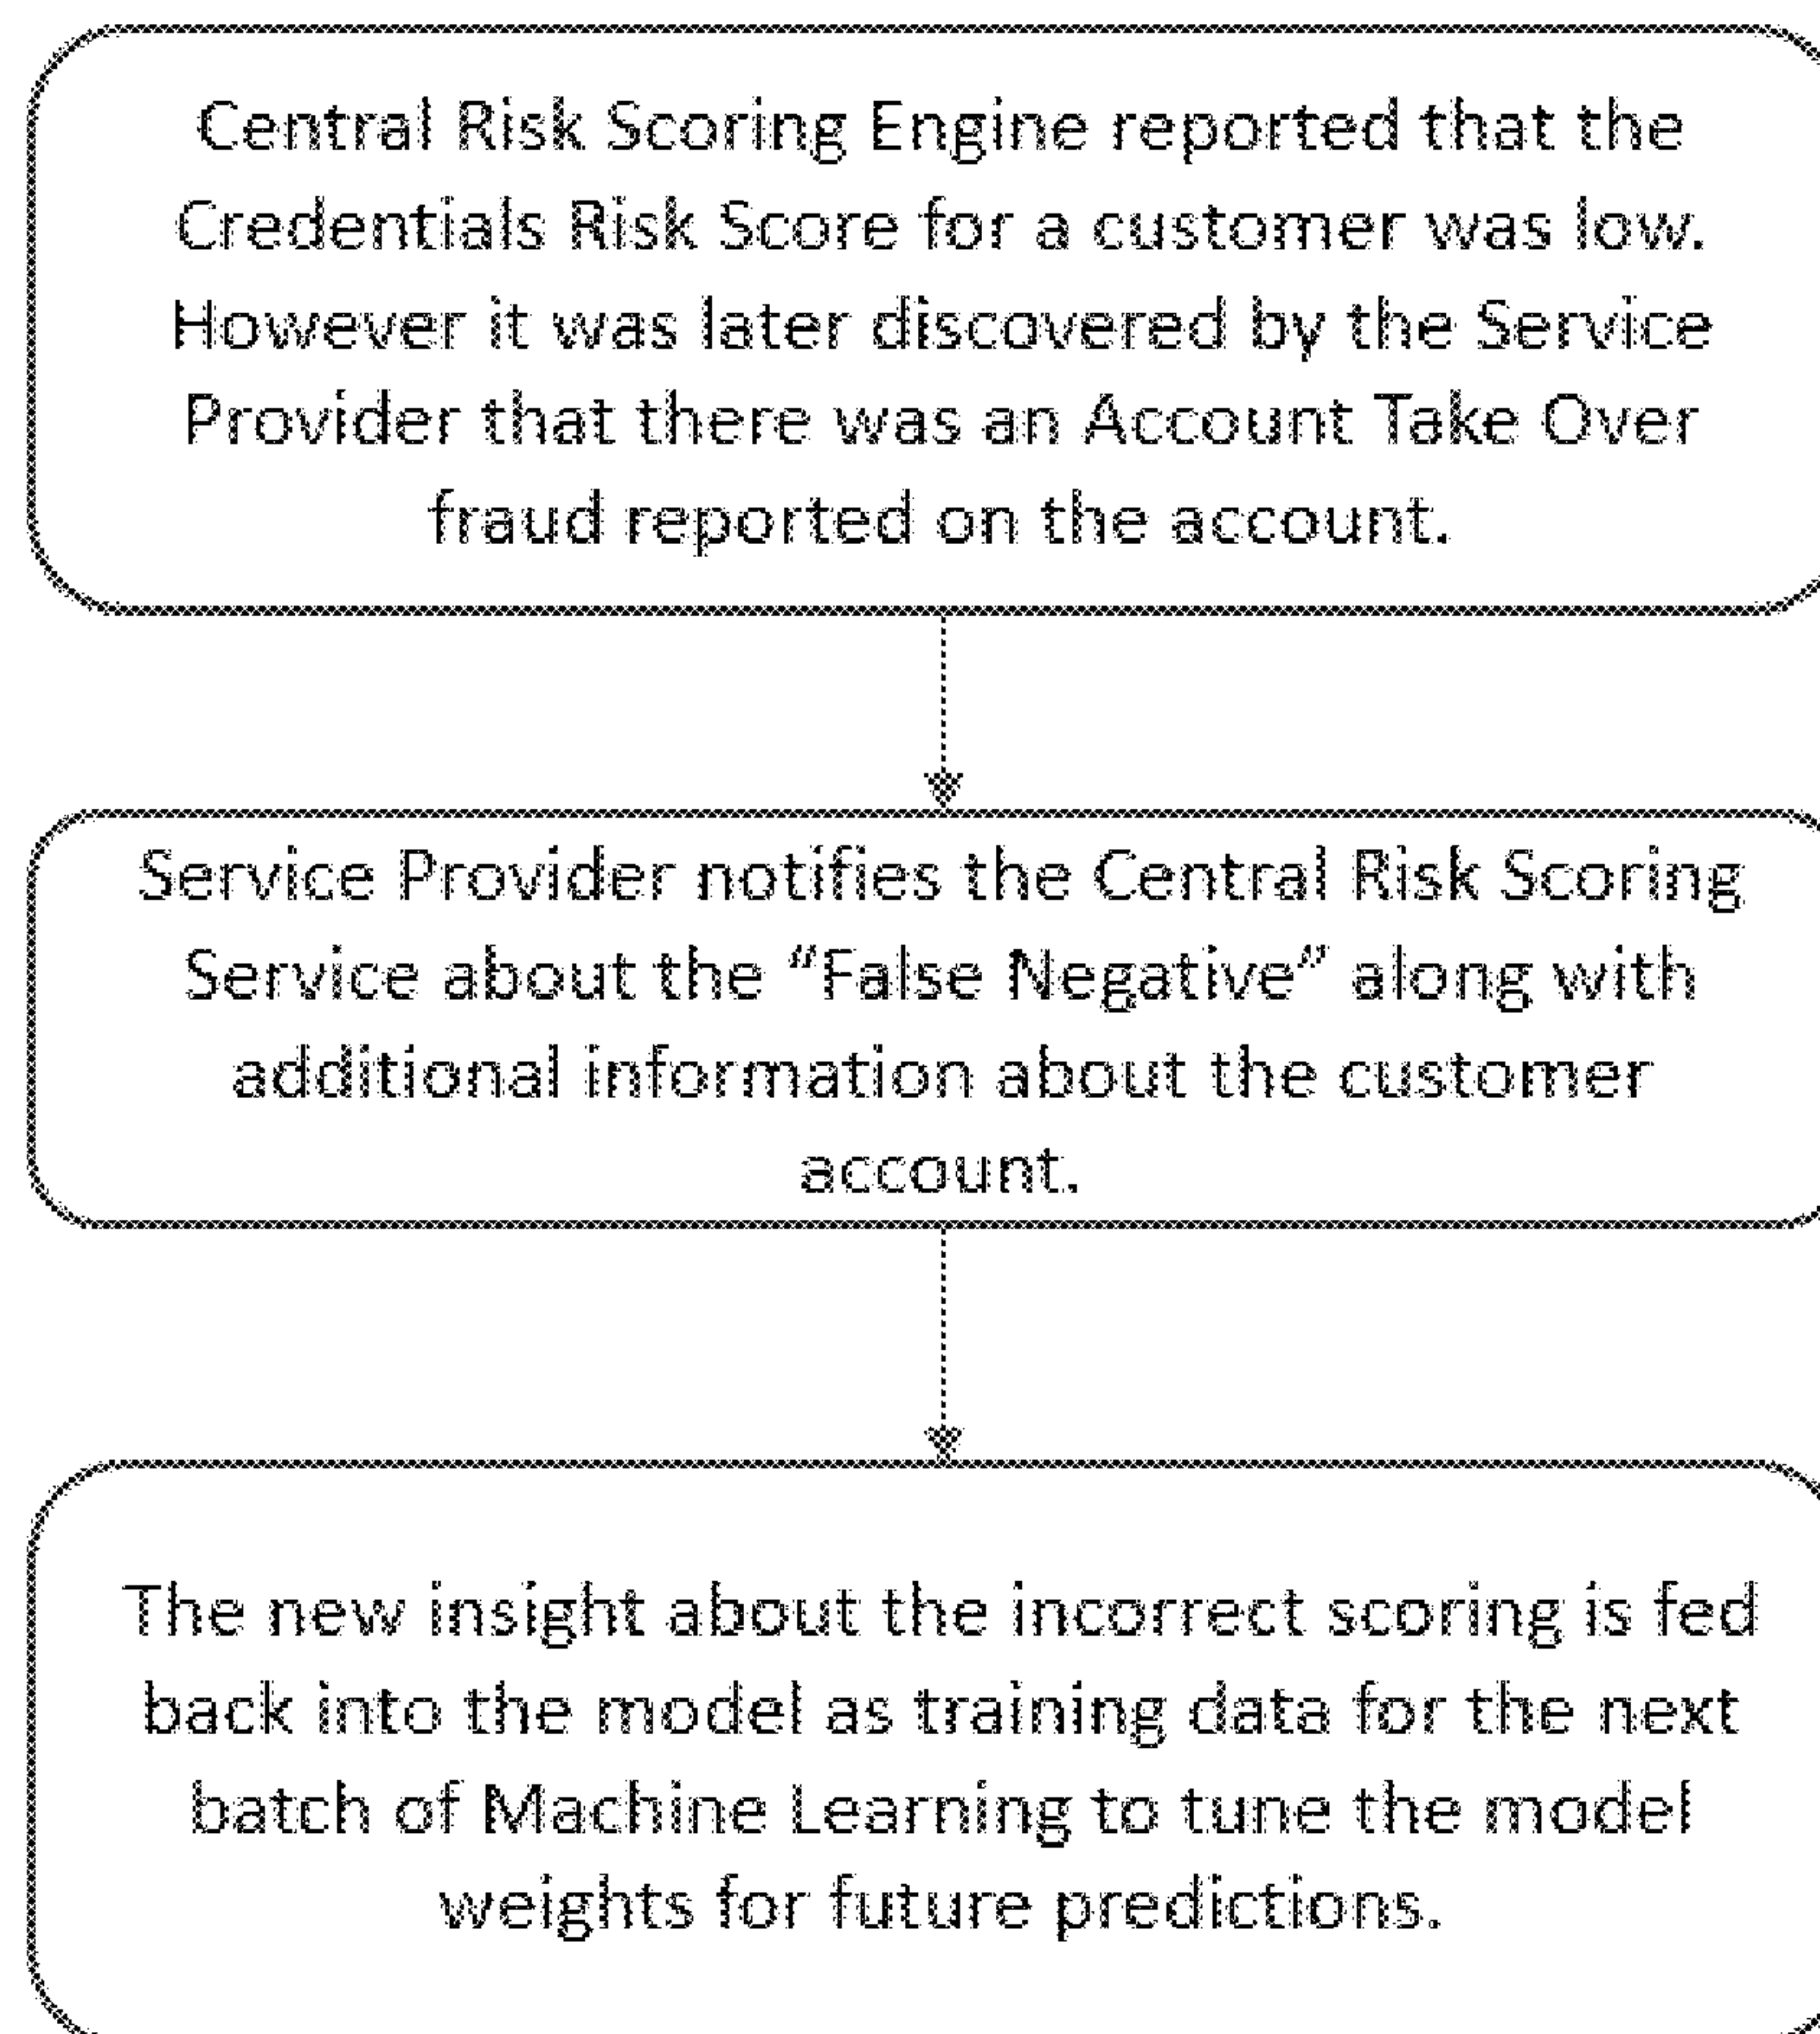 Central Risk Scoring Engine reported that the
Credentials Risk Score for a customer was low.
However it was later discovered by the Service
Provider that there was an Account Take Over
fraud reported on the account.
Service Provider notifies the Central Risk Scoring
Service about the “False Negative” along with
additional information about the customer
account.
The new insight about the incorrect scoring is fed
back into the model as training data for the next
batch of Machine Learning to tune the model
weights for future predictions.